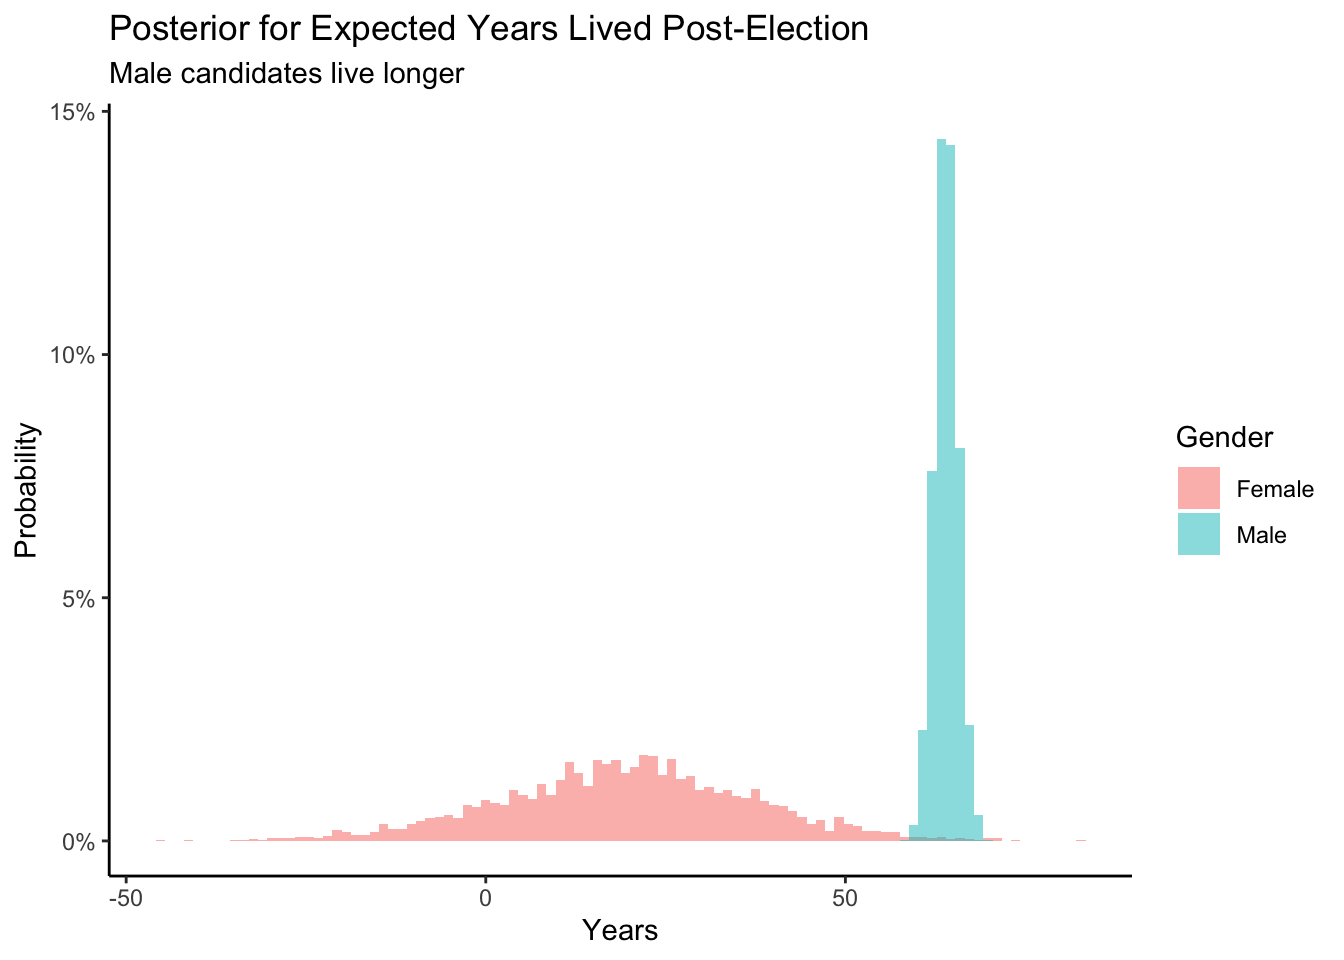 Posterior for Expected Years Lived Post-Election
Male candidates live longer
15%
10%
5%
0%
Probability
-50
0
50
Years
Gender
Female
Male